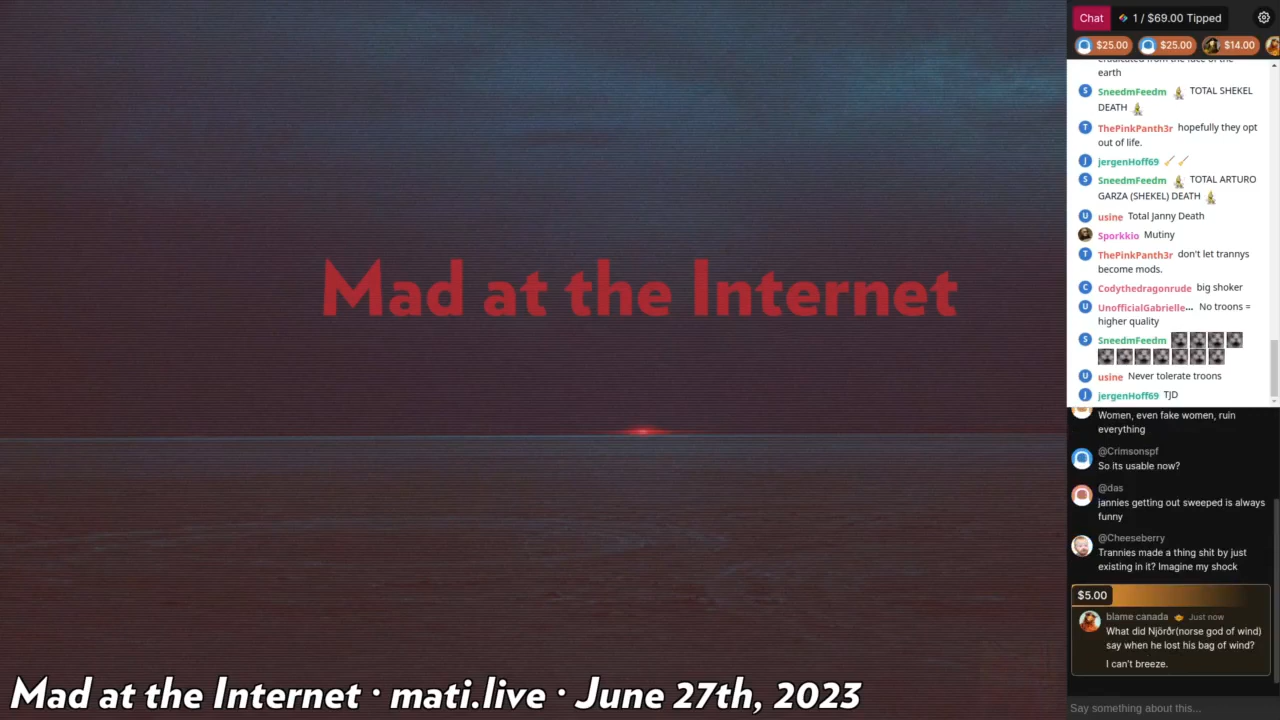 Chat
1 / $69.00 Tipped
$25.00
$25.00
$14.00
eradicated from the face of the
earth
SneedmFeedm TOTAL SHEKEL
DEATH
ThePinkPanth3r hopefully they opt
out of life.
jergenHoff69
SneedmFeedm TOTAL ARTURO
GARZA (SHEKEL) DEATH
usine Total Janny Death
Sporkkio Mutiny
ThePinkPanth3r don't let trannys
become mods.
Codythedragonrude big shoker
UnofficialGabrielle... No troons =
higher quality
SneedmFeedm
usine Never tolerate troons
jergenHoff69 TJD
Women, even fake women, ruin
everything
@Crimsonspf
So its usable now?
@das
jannies getting out sweeped is always
funny
@Cheeseberry
Trannies made a thing shit by just
existing in it? Imagine my shock
$5.00
blame canada Just now
What did Njörðr(norse god of wind)
say when he lost his bag of wind?
I can't breeze.
Say something about this...
Mad at the Internet
Mad at the Internet · mati.live · June 27th, 2023